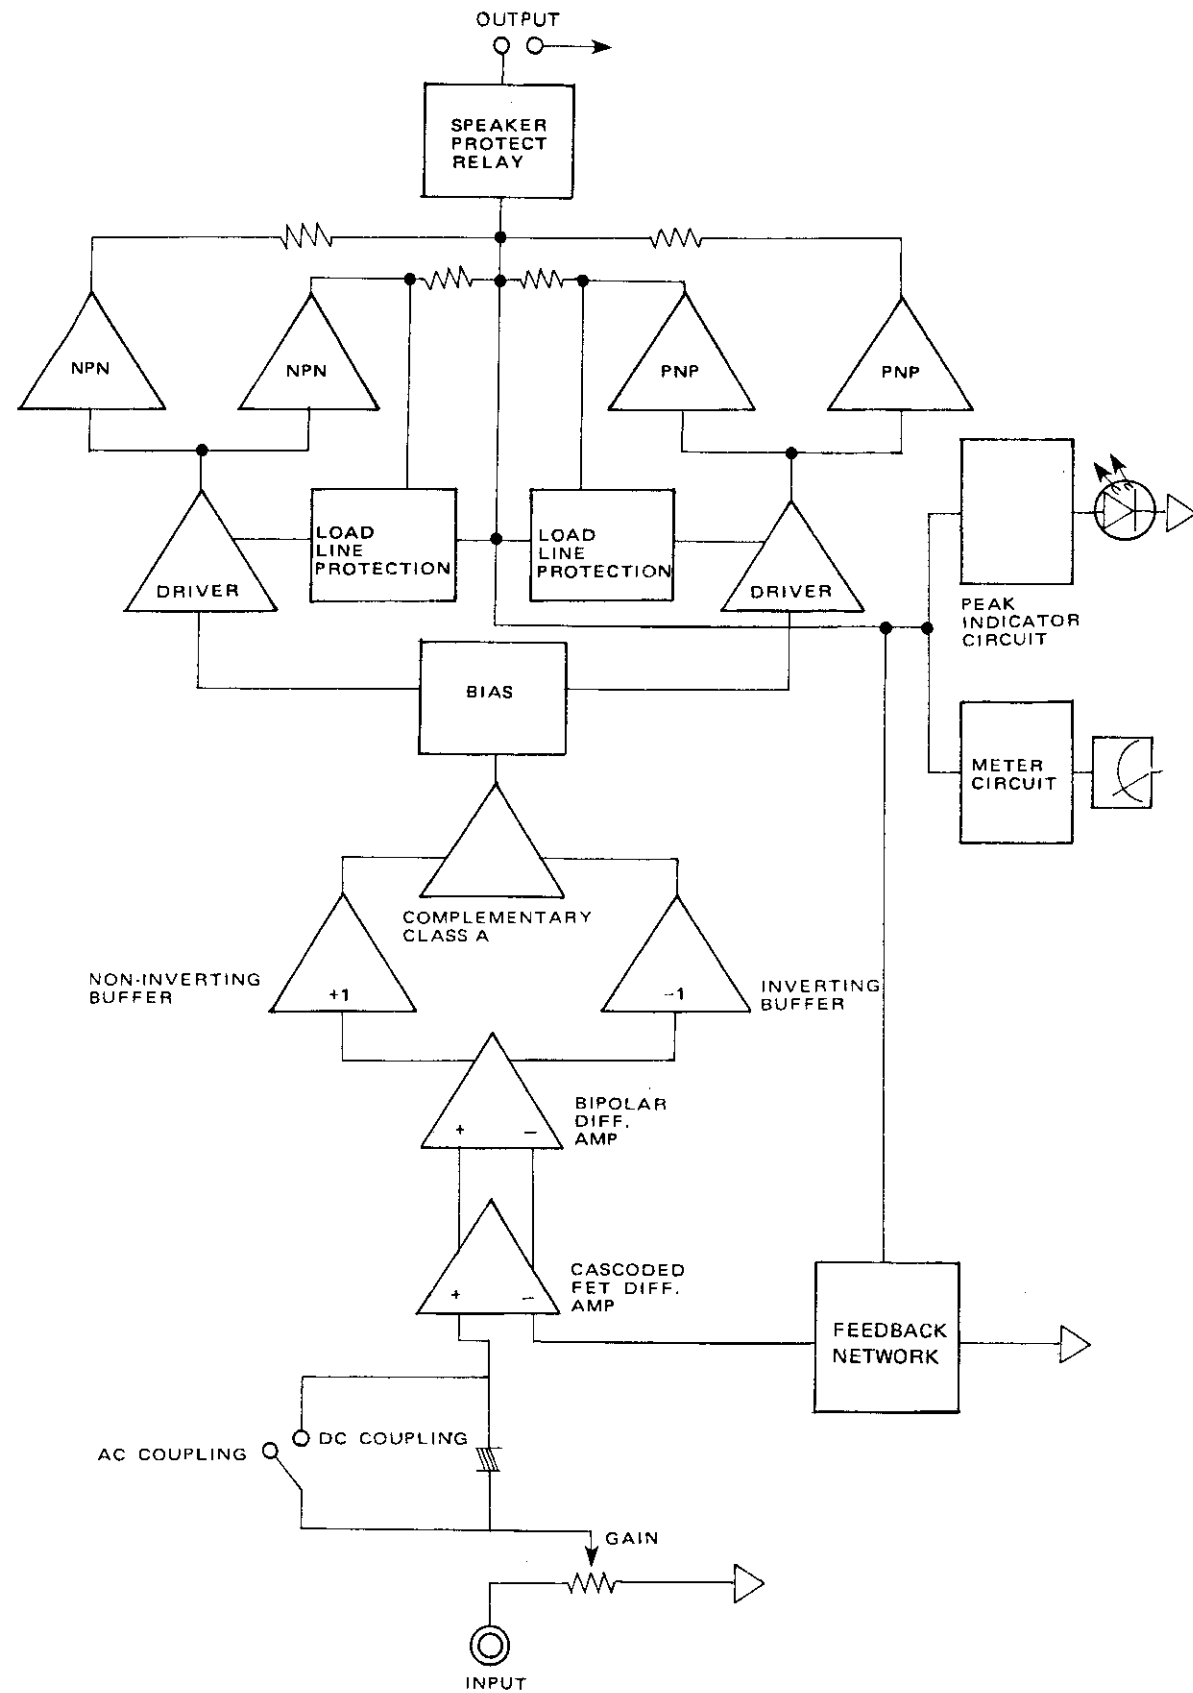 OUTPUT
SPEAKER
PROTECT
RELAY
NPN
NPN
PNP
PNP
LOAD
LINE
PROTECTION
LOAD
LINE
PROTECTION
DRIVER
DRIVER
PEAK
INDICATOR
CIRCUIT
BIAS
METER
CIRCUIT
COMPLEMENTARY
CLASS A
NON-INVERTING
BUFFER
+1
-1
INVERTING
BUFFER
BIPOLAR
DIFF.
AMP
+ −
CASCODED
FET DIFF.
AMP
+ −
FEEDBACK
NETWORK
AC COUPLING
DC COUPLING
GAIN
INPUT